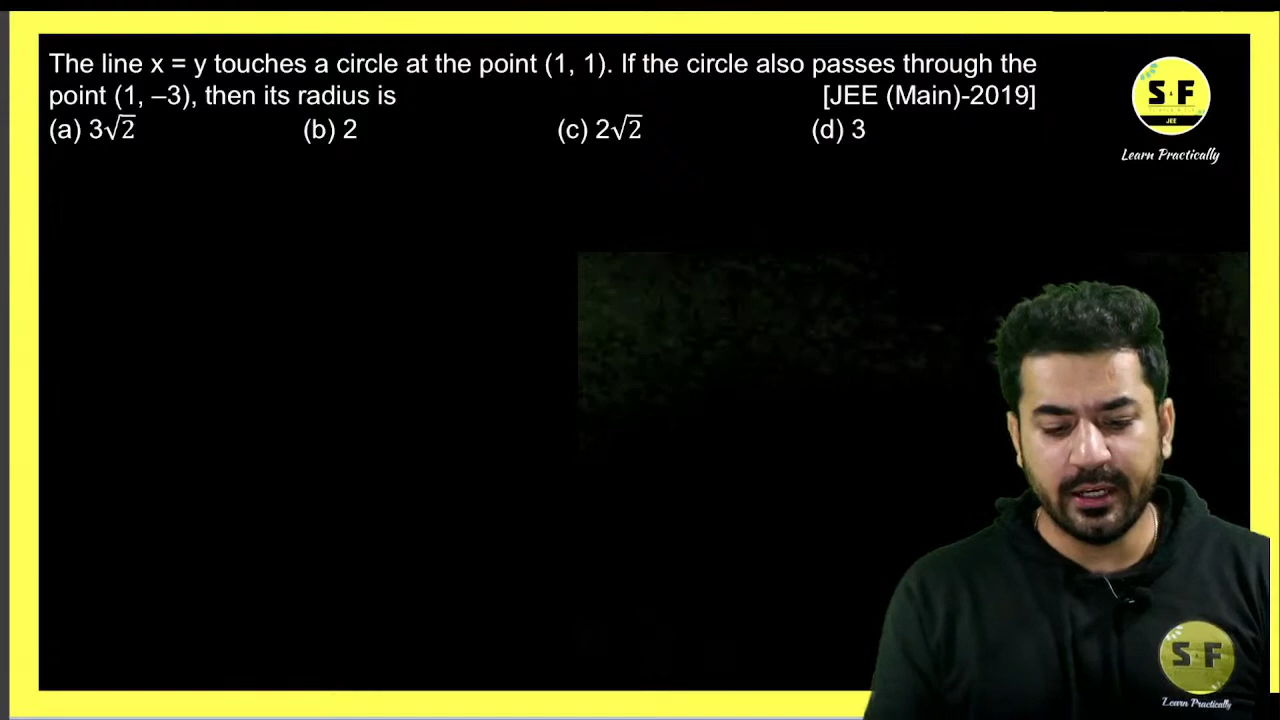 The line x = y touches a circle at the point (1, 1). If the circle also passes through the
point (1, –3), then its radius is [JEE (Main)-2019]
(a) 3√2 (b) 2 (c) 2√2 (d) 3
S F
JEE
Learn Practically
S F
Learn Practically